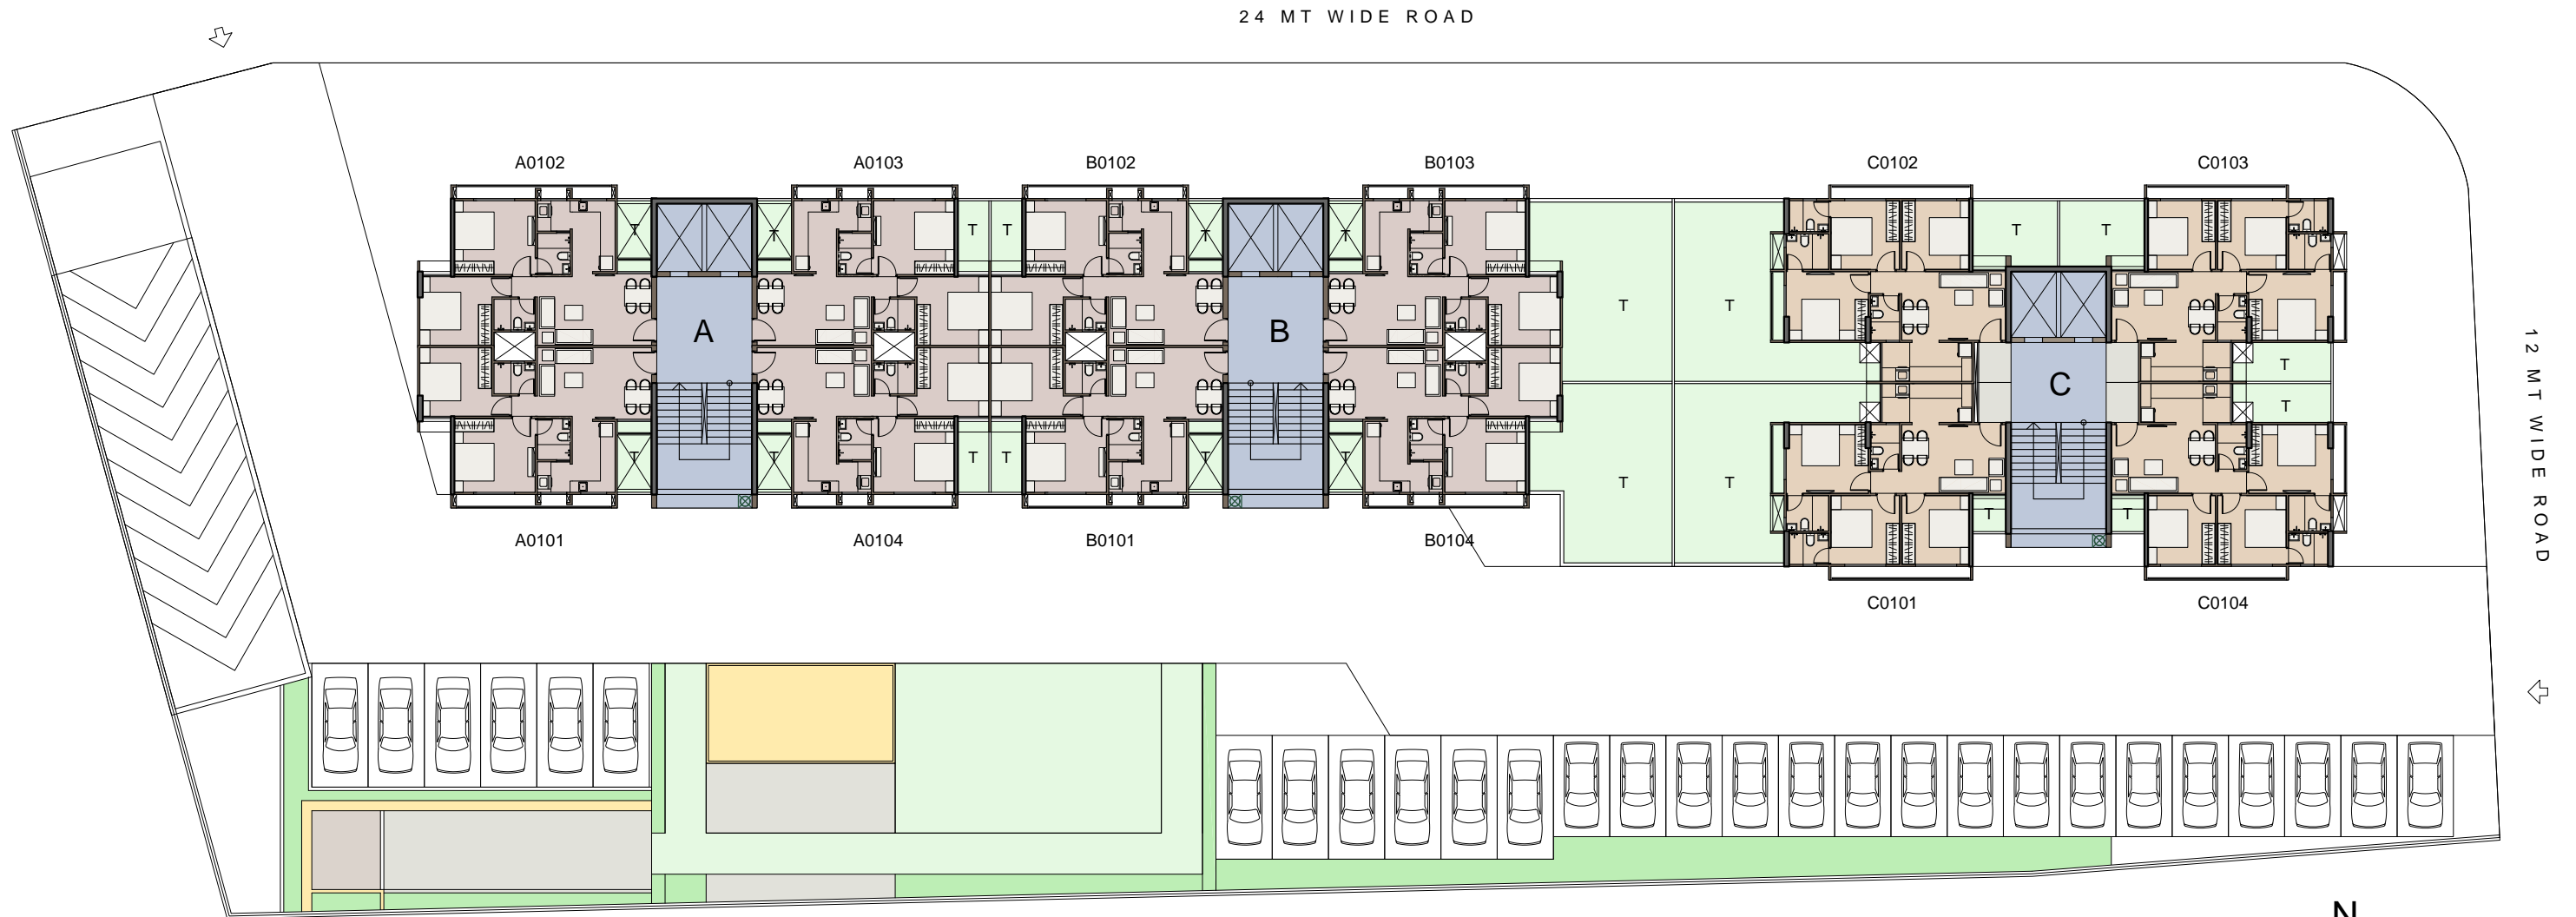 24 MT WIDE ROAD
A0102
A0103
B0102
B0103
C0102
C0103
T T T T T T T T
T T
A
B
T T
T
12 MT WIDE ROAD
C
T
T T T T T T T T
T T
A0101
A0104
B0101
B0104
C0101
C0104
N